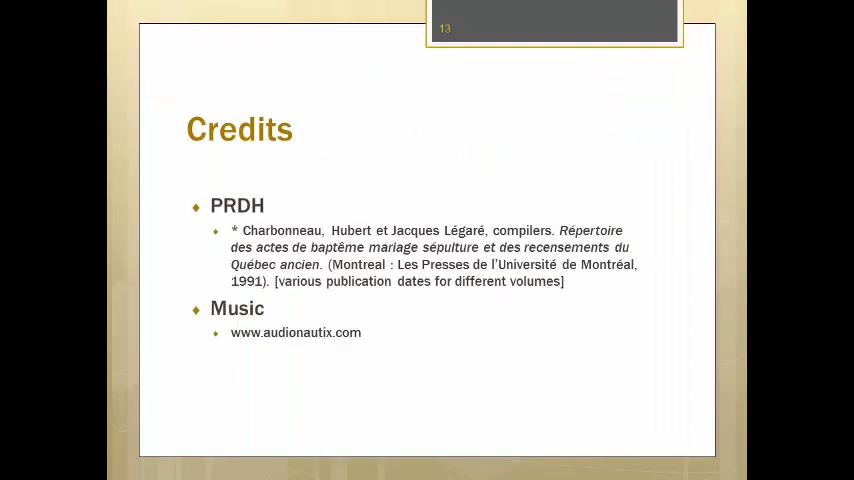 13
Credits
PRDH
* Charbonneau, Hubert et Jacques Légaré, compilers. Répertoire
des actes de baptême mariage sépulture et des recensements du
Québec ancien. (Montreal : Les Presses de l'Université de Montréal,
1991). [various publication dates for different volumes]
Music
www.audionautix.com